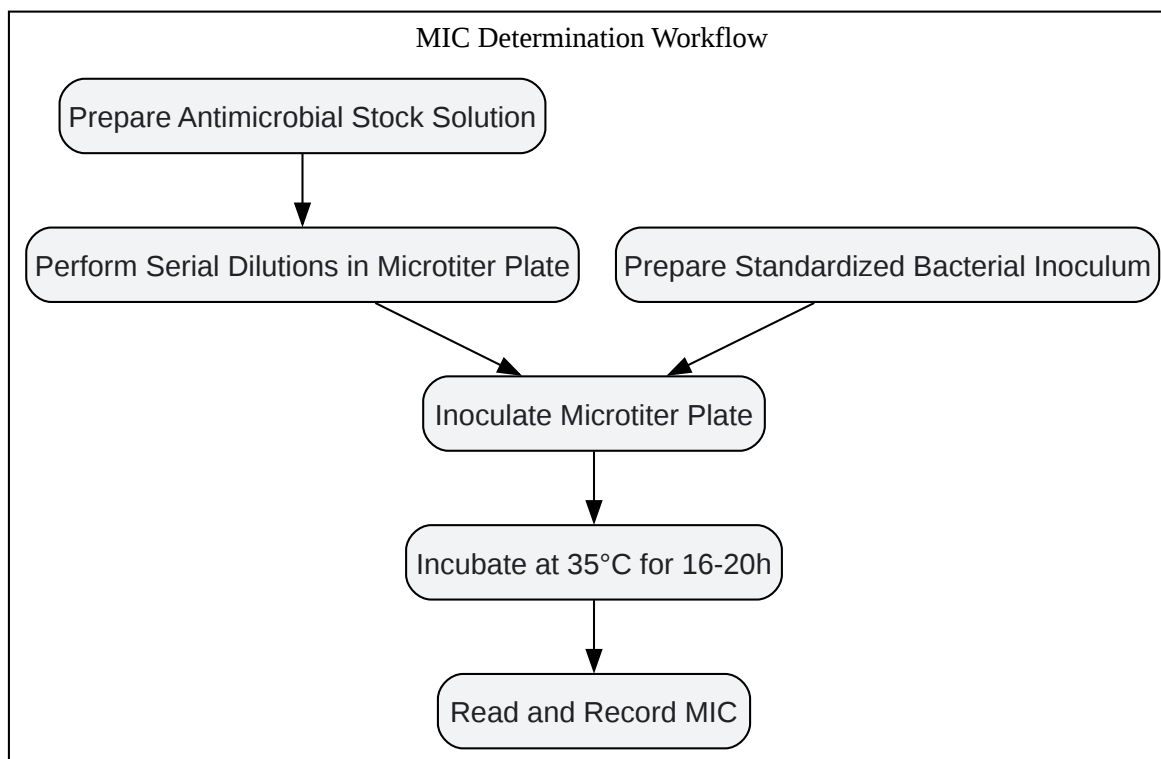 MIC Determination Workflow
Prepare Antimicrobial Stock Solution
Perform Serial Dilutions in Microtiter Plate
Prepare Standardized Bacterial Inoculum
Inoculate Microtiter Plate
Incubate at 35°C for 16-20h
Read and Record MIC